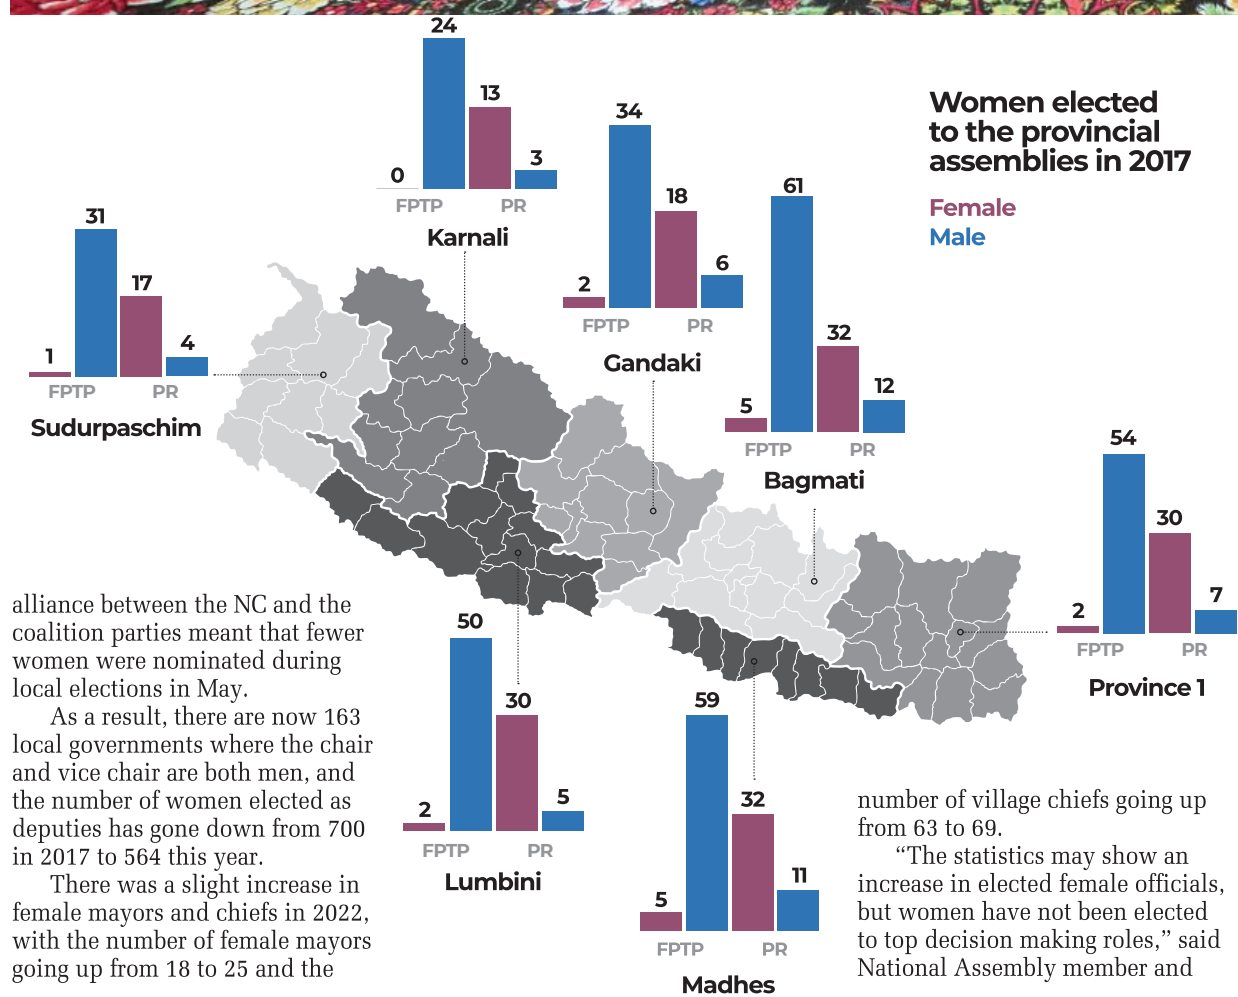 Women elected
to the provincial
assemblies in 2017
Female
Male
24
0
13
3
FPTP PR
Karnali
34
2
18
6
FPTP PR
Gandaki
61
5
32
12
FPTP PR
Bagmati
31
1
17
4
FPTP PR
Sudurpaschim
54
2
30
7
FPTP PR
Province 1
50
2
30
5
FPTP PR
Lumbini
59
5
32
11
FPTP PR
Madhes
alliance between the NC and the
coalition parties meant that fewer
women were nominated during
local elections in May.
As a result, there are now 163
local governments where the chair
and vice chair are both men, and
the number of women elected as
deputies has gone down from 700
in 2017 to 564 this year.
There was a slight increase in
female mayors and chiefs in 2022,
with the number of female mayors
going up from 18 to 25 and the
number of village chiefs going up
from 63 to 69.
“The statistics may show an
increase in elected female officials,
but women have not been elected
to top decision making roles,” said
National Assembly member and